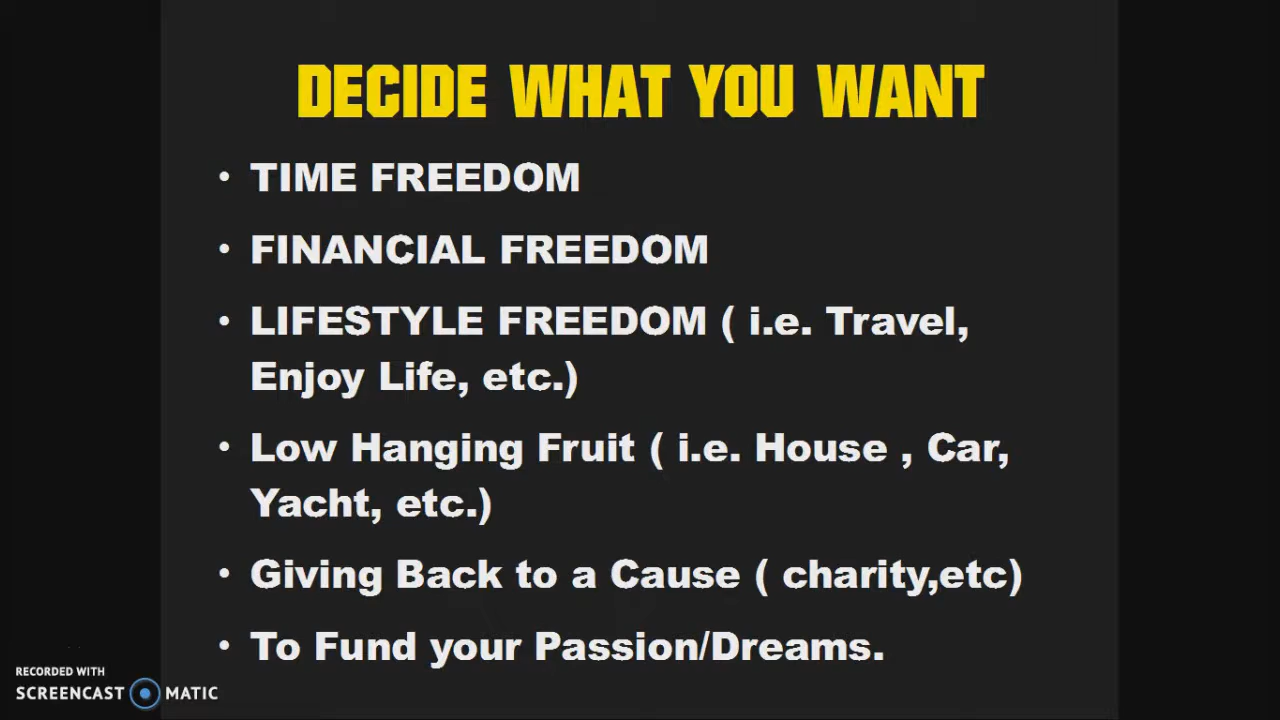 DECIDE WHAT YOU WANT
• TIME FREEDOM
• FINANCIAL FREEDOM
• LIFESTYLE FREEDOM ( i.e. Travel,
Enjoy Life, etc.)
• Low Hanging Fruit ( i.e. House , Car,
Yacht, etc.)
• Giving Back to a Cause ( charity,etc)
• To Fund your Passion/Dreams.
RECORDED WITH
SCREENCAST MATIC